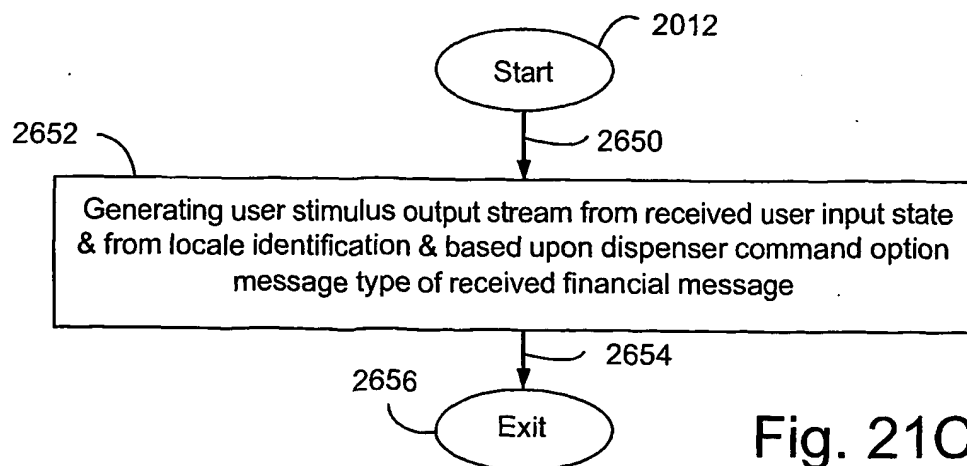 2012
Start
2650
2652
Generating user stimulus output stream from received user input state
& from locale identification & based upon dispenser command option
message type of received financial message
2654
2656
Exit
Fig. 21C